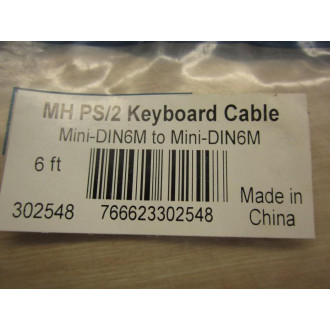 MH PS/2 Keyboard Cable
Mini-DIN6M to Mini-DIN6M
6 ft
302548
766623302548
Made in
China